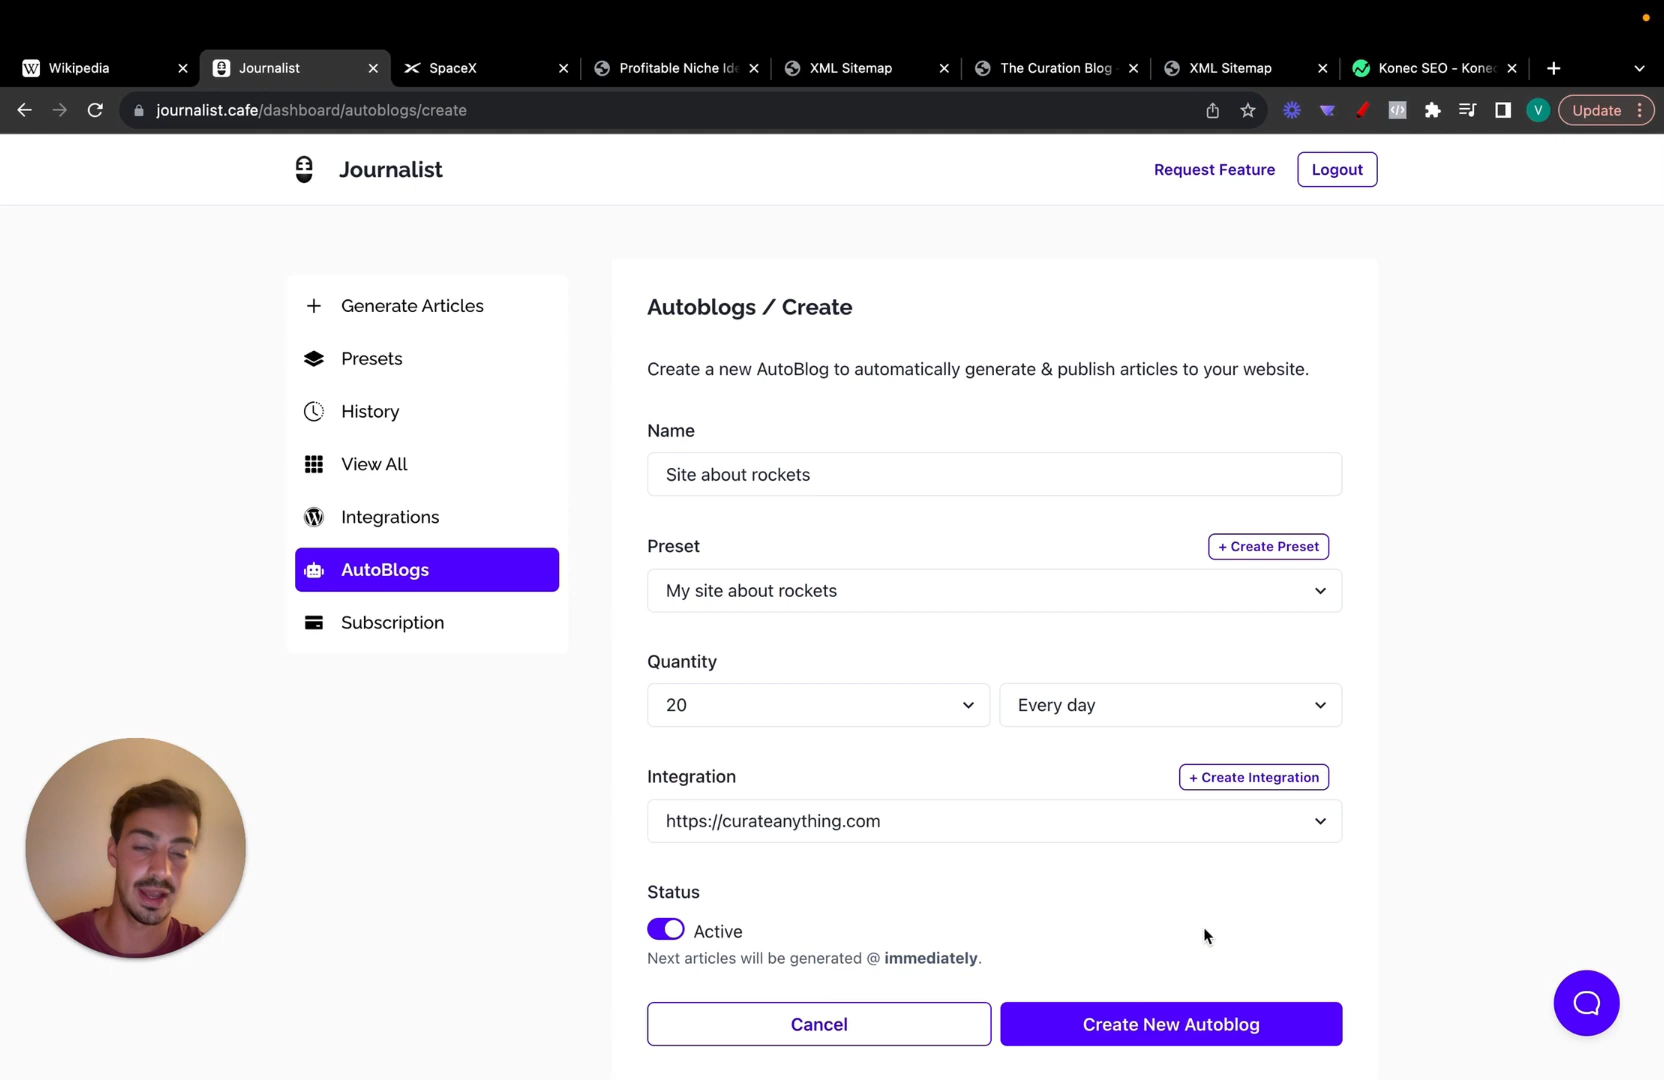 Wikipedia
Journalist
SpaceX
Profitable Niche Ide
XML Sitemap
The Curation Blog -
XML Sitemap
Konec SEO - Konec
journalist.cafe/dashboard/autoblogs/create
V
Update
Journalist
Request Feature
Logout
Generate Articles
Presets
History
View All
Integrations
AutoBlogs
Subscription
Autoblogs / Create
Create a new AutoBlog to automatically generate & publish articles to your website.
Name
Site about rockets
Preset
+ Create Preset
My site about rockets
Quantity
20
Every day
Integration
+ Create Integration
https://curateanything.com
Status
Active
Next articles will be generated @ immediately.
Cancel
Create New Autoblog